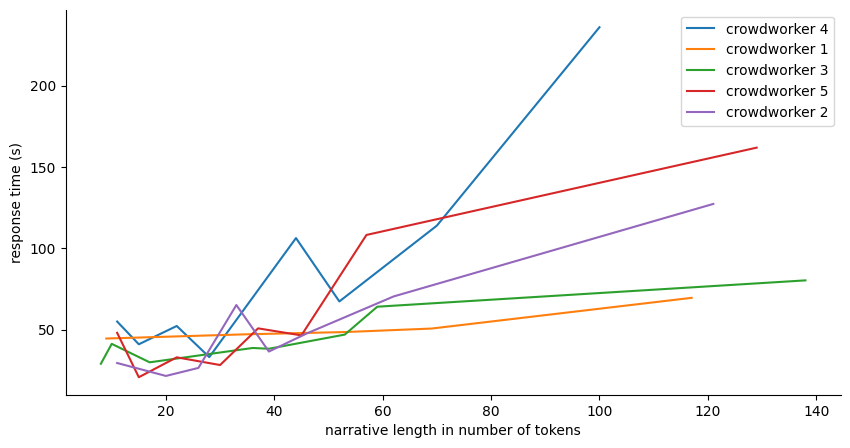 crowdworker 4
crowdworker 1
crowdworker 3
crowdworker 5
crowdworker 2
response time (s)
200
150
100
50
20 40 60 80 100 120 140
narrative length in number of tokens